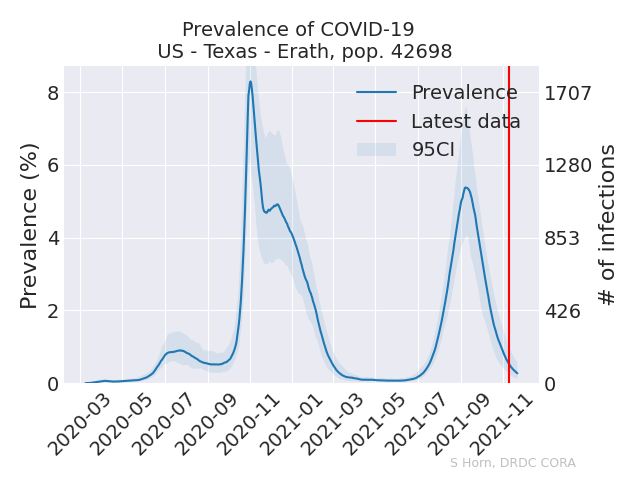 Prevalence of COVID-19
US - Texas - Erath, pop. 42698
Prevalence
Latest data
95CI
Prevalence (%)
8
6
4
2
0
# of infections
1707
1280
853
426
0
2020-03
2020-05
2020-07
2020-09
2020-11
2021-01
2021-03
2021-05
2021-07
2021-09
2021-11
S Horn, DRDC CORA